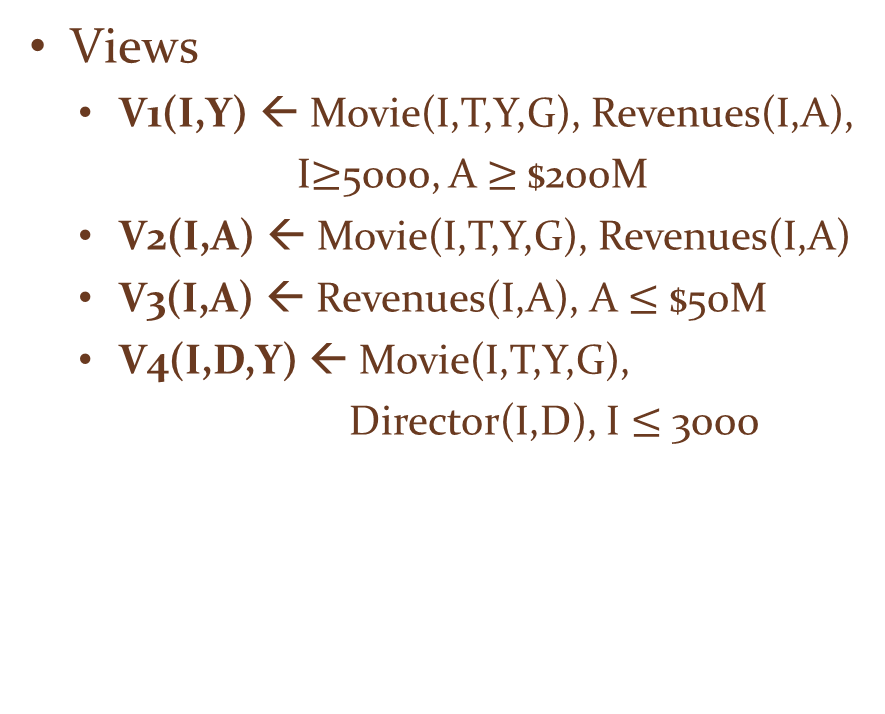 • Views
• V1(I,Y) ← Movie(I,T,Y,G), Revenues(I,A),
I≥5000, A ≥ $200M
• V2(I,A) ← Movie(I,T,Y,G), Revenues(I,A)
• V3(I,A) ← Revenues(I,A), A ≤ $50M
• V4(I,D,Y) ← Movie(I,T,Y,G),
Director(I,D), I ≤ 3000